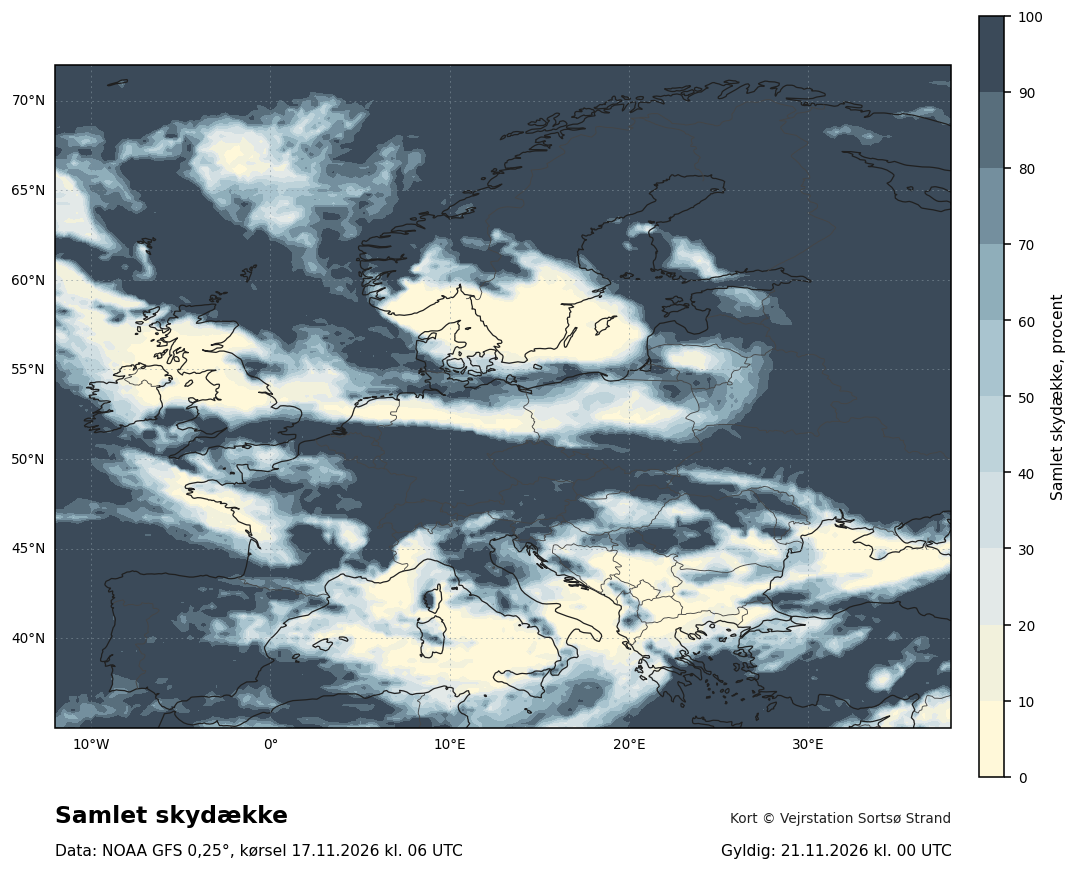 70°N
65°N
60°N
55°N
50°N
45°N
40°N
10°W 0° 10°E 20°E 30°E
100
90
80
70
60
50
40
30
20
10
0
Samlet skydække, procent
Samlet skydække
Kort © Vejrstation Sortsø Strand
Data: NOAA GFS 0,25°, kørsel 17.11.2026 kl. 06 UTC
Gyldig: 21.11.2026 kl. 00 UTC